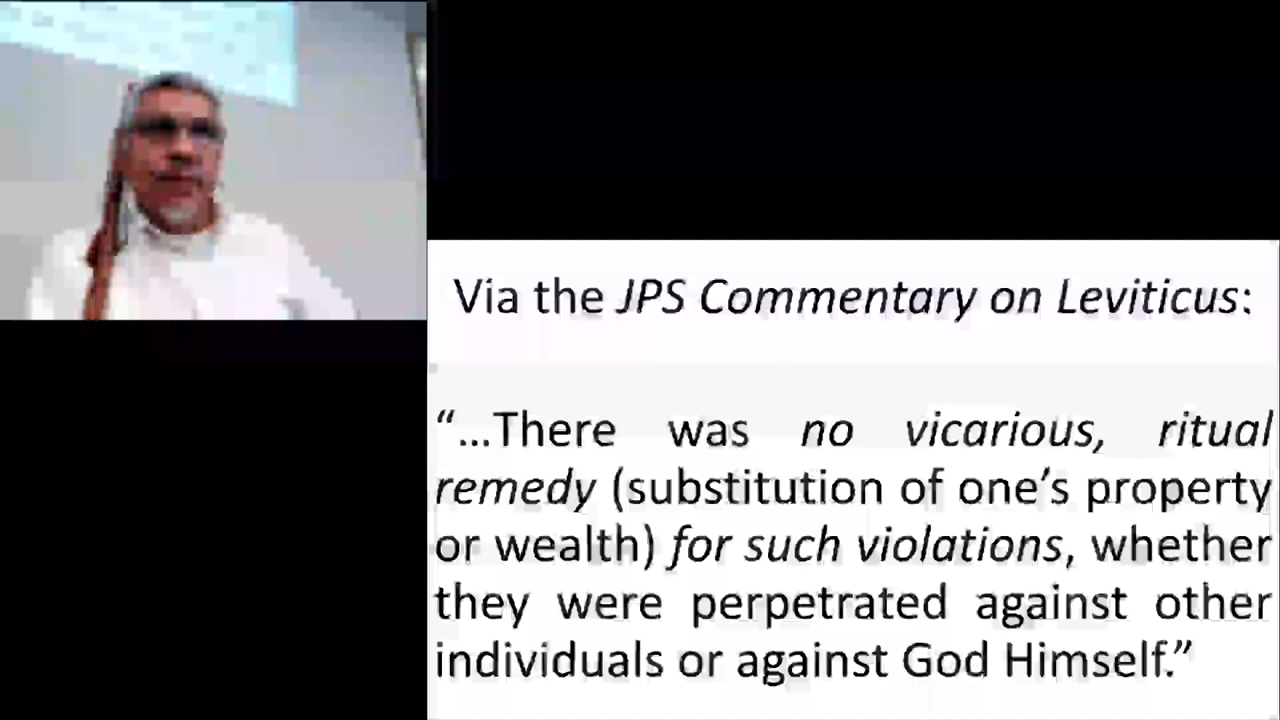 Via the JPS Commentary on Leviticus:
“...There was no vicarious, ritual
remedy (substitution of one’s property
or wealth) for such violations, whether
they were perpetrated against other
individuals or against God Himself.”